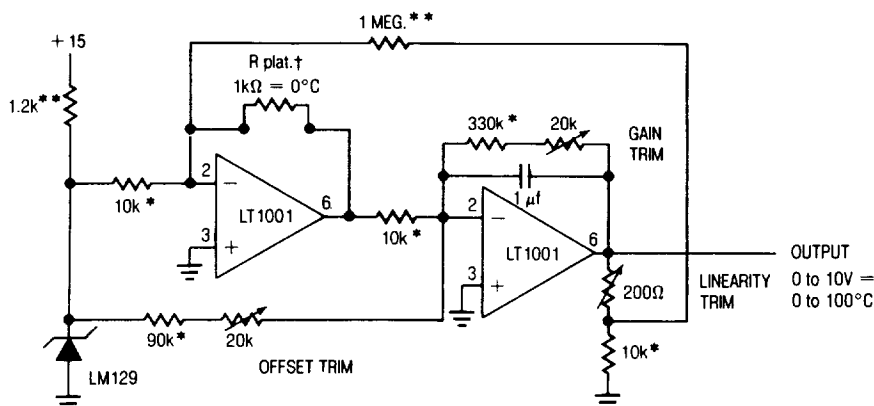 1 MEG.**
+ 15
R plat.†
1kΩ = 0°C
1.2k**
330k*
20k
GAIN
TRIM
2
10k*
LT1001
6
3
1 μf
2
10k*
LT1001
6
OUTPUT
3
LINEARITY
TRIM
0 to 10V =
0 to 100°C
200Ω
90k*
20k
10k*
OFFSET TRIM
LM129